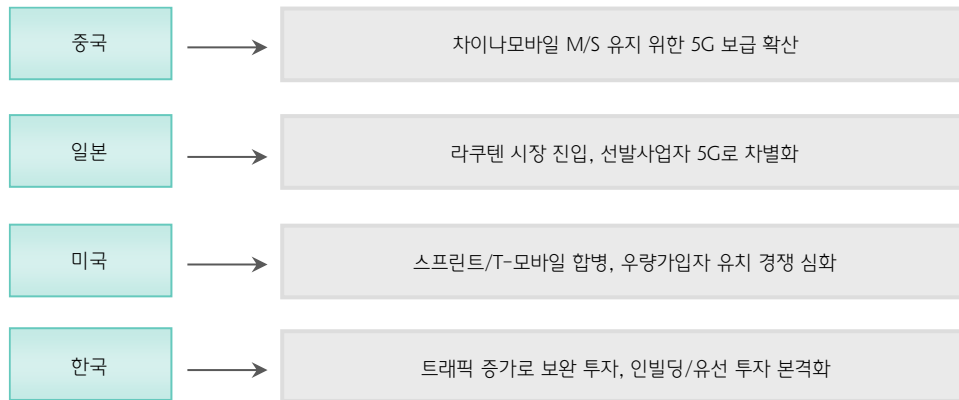 중국
차이나모바일 M/S 유지 위한 5G 보급 확산
일본
라쿠텐 시장 진입, 선발사업자 5G로 차별화
미국
스프린트/T-모바일 합병, 우량가입자 유치 경쟁 심화
한국
트래픽 증가로 보완 투자, 인빌딩/유선 투자 본격화